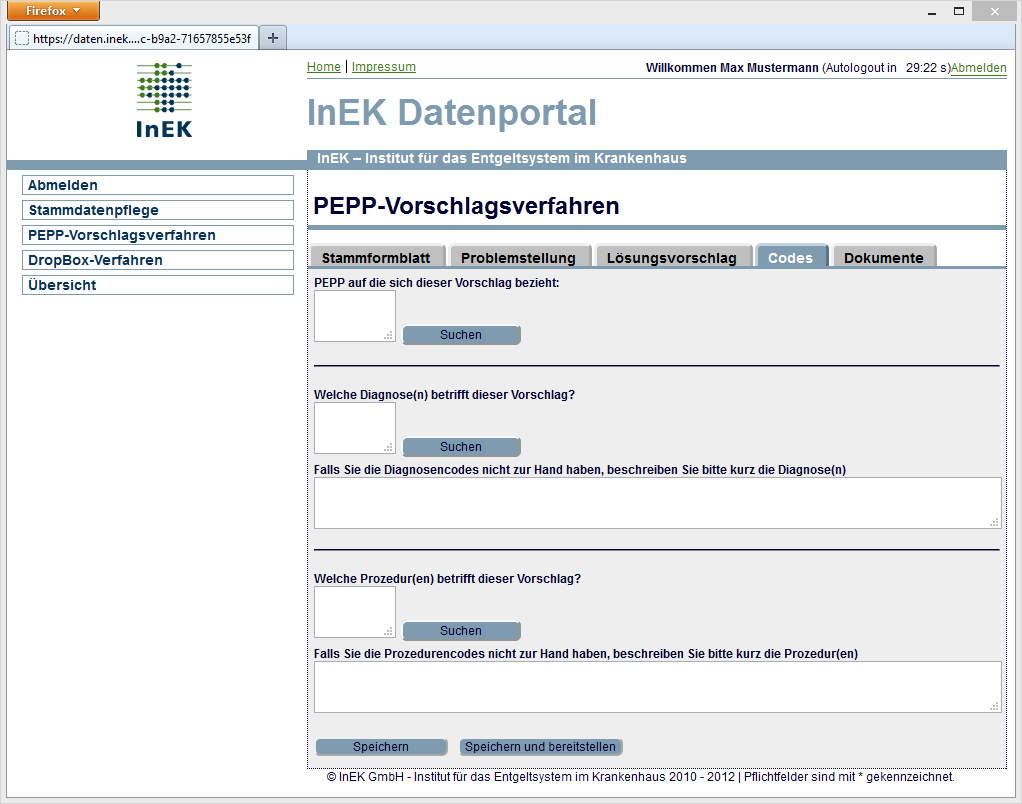 Firefox
https://daten.inek....c-b9a2-71657855e53f
InEK
Home | Impressum
Willkommen Max Mustermann (Autologout in 29:22 s)Abmelden
InEK Datenportal
InEK – Institut für das Entgeltsystem im Krankenhaus
Abmelden
Stammdatenpflege
PEPP-Vorschlagsverfahren
DropBox-Verfahren
Übersicht
PEPP-Vorschlagsverfahren
Stammformblatt Problemstellung Lösungsvorschlag Codes Dokumente
PEPP auf die sich dieser Vorschlag bezieht:
Suchen
Welche Diagnose(n) betrifft dieser Vorschlag?
Suchen
Falls Sie die Diagnosencodes nicht zur Hand haben, beschreiben Sie bitte kurz die Diagnose(n)
Welche Prozedur(en) betrifft dieser Vorschlag?
Suchen
Falls Sie die Prozedurencodes nicht zur Hand haben, beschreiben Sie bitte kurz die Prozedur(en)
Speichern Speichern und bereitstellen
© InEK GmbH - Institut für das Entgeltsystem im Krankenhaus 2010 - 2012 | Pflichtfelder sind mit * gekennzeichnet.